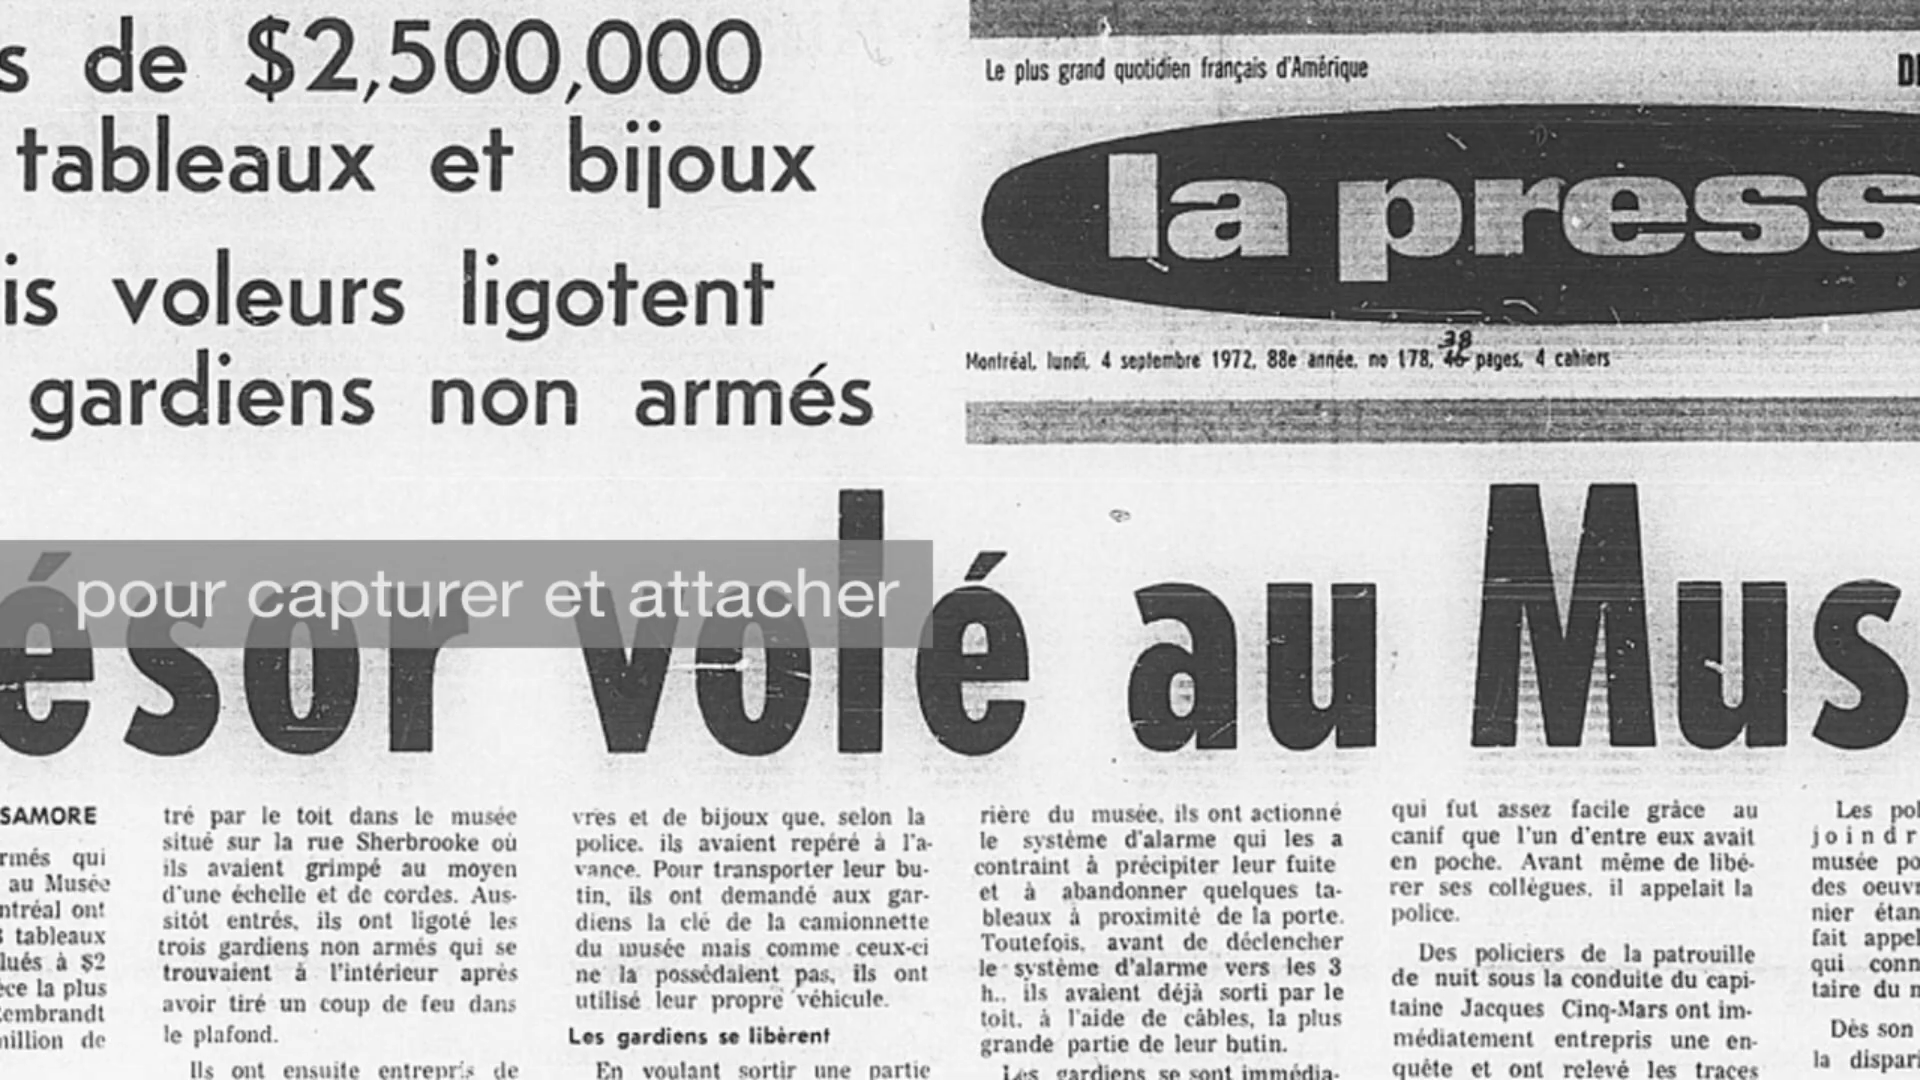 de $2,500,000
tableaux et bijoux
voleurs ligotent
gardiens non armés
Le plus grand quotidien français d'Amérique
la press
Montréal, lundi, 4 septembre 1972, 88e année, no 178, 46 pages, 4 cahiers
38
ésor volé au Mus
pour capturer et attacher
SAMORE
rmés qui
au Musée
ntréal ont
tableaux
lués à $2
èce la plus
Rembrandt
million de
tré par le toit dans le musée
situé sur la rue Sherbrooke où
ils avaient grimpé au moyen
d'une échelle et de cordes. Aus-
sitôt entrés, ils ont ligoté les
trois gardiens non armés qui se
trouvaient à l'intérieur après
avoir tiré un coup de feu dans
le plafond.
Ils ont ensuite entrepris de
vres et de bijoux que, selon la
police, ils avaient repéré à l'a-
vance. Pour transporter leur bu-
tin, ils ont demandé aux gar-
diens la clé de la camionnette
du musée mais comme ceux-ci
ne la possédaient pas, ils ont
utilisé leur propre véhicule.
Les gardiens se libèrent
En voulant sortir une partie
rière du musée, ils ont actionné
le système d'alarme qui les a
contraint à précipiter leur fuite
et à abandonner quelques ta-
bleaux à proximité de la porte.
Toutefois, avant de déclencher
le système d'alarme vers les 3
h., ils avaient déjà sorti par le
toit, à l'aide de câbles, la plus
grande partie de leur butin.
Les gardiens se sont immédia-
qui fut assez facile grâce au
canif que l'un d'entre eux avait
en poche. Avant même de libé-
rer ses collègues, il appelait la
police.
Des policiers de la patrouille
de nuit sous la conduite du capi-
taine Jacques Cinq-Mars ont im-
médiatement entrepris une en-
quête et ont relevé les traces
Les pol
joindr
musée po
des oeuvr
nier étan
fait appel
qui conn
taire du m
Dès son
la dispari